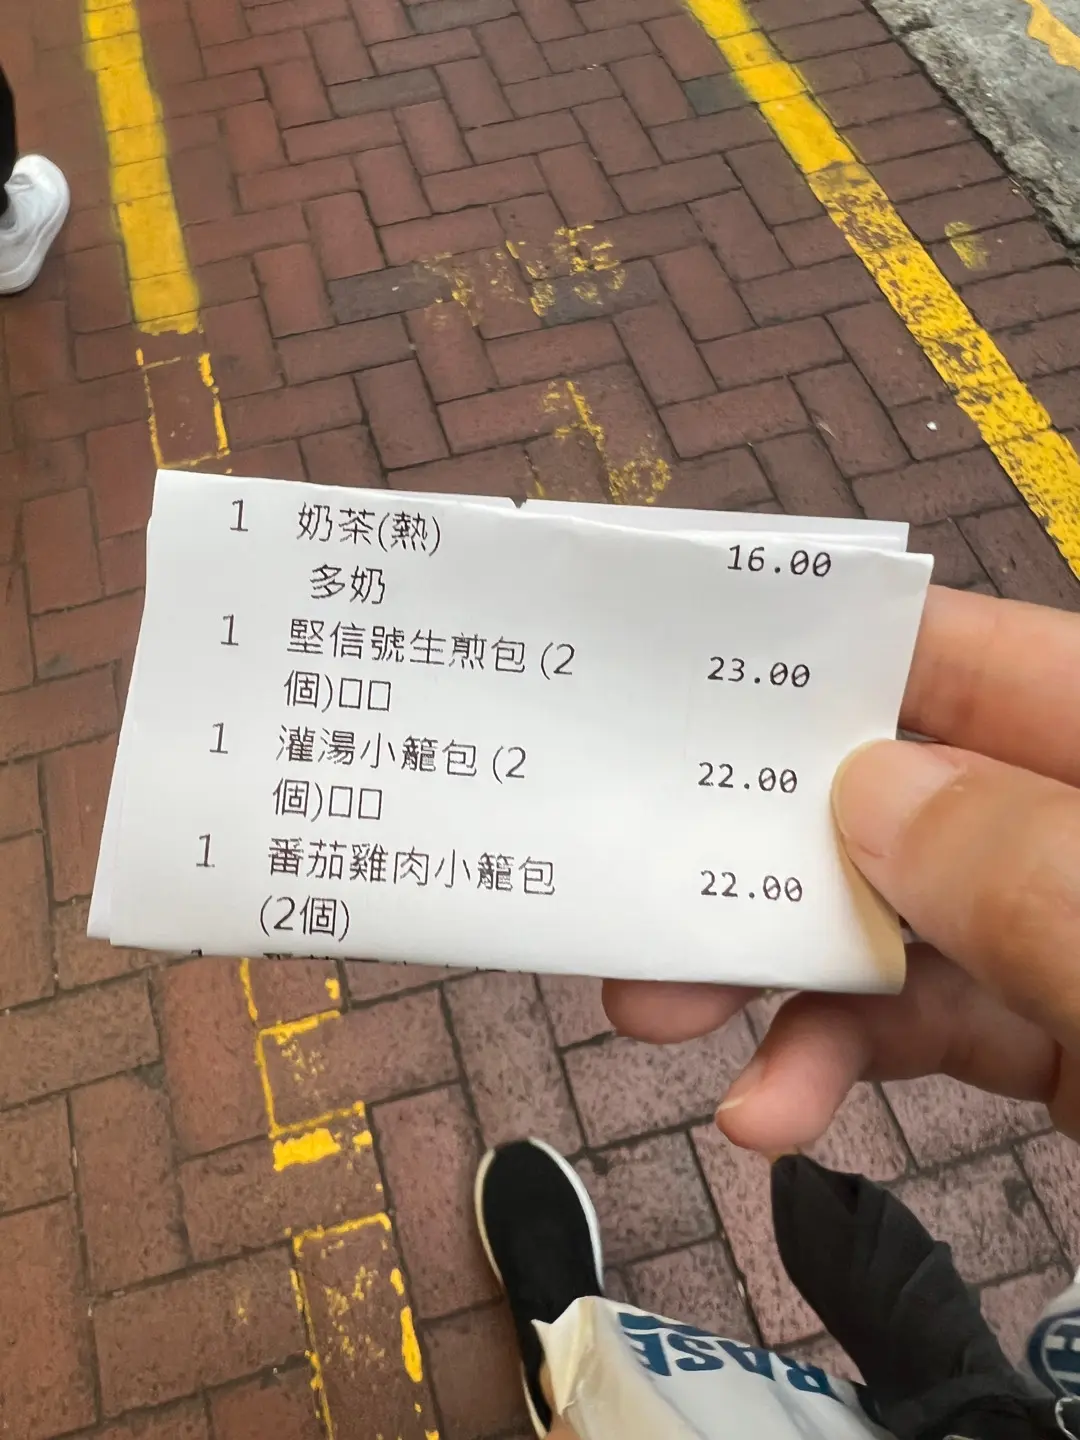 1 奶茶(熱) 16.00
多奶
1 堅信號生煎包 (2 23.00
個)□□
1 灌湯小籠包 (2 22.00
個)□□
1 番茄雞肉小籠包 22.00
(2個)